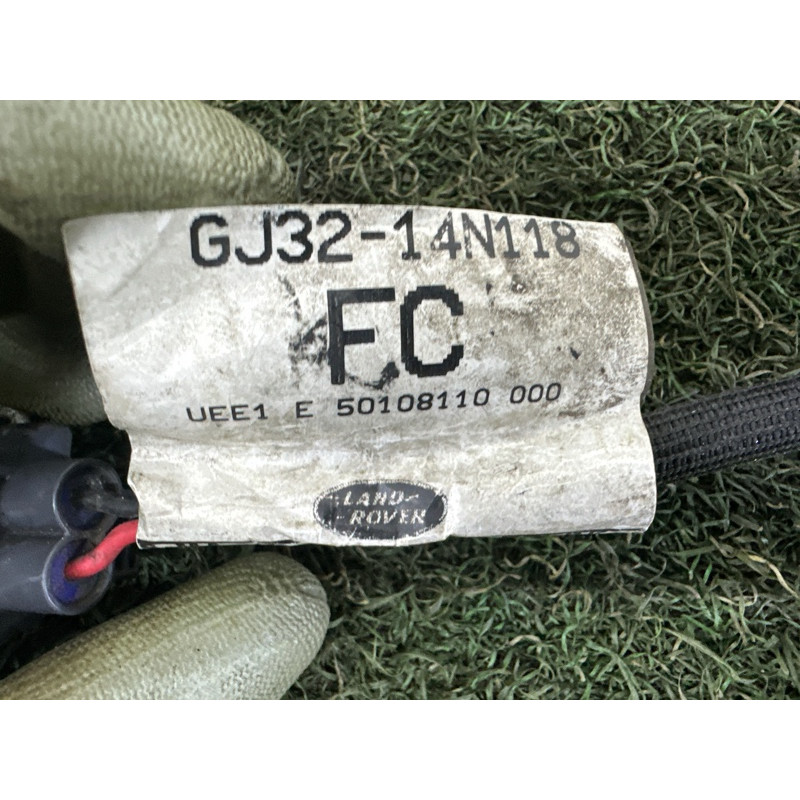 GJ32-14N118
FC
UEE1 E 50108110 000
LAND-
-ROVER